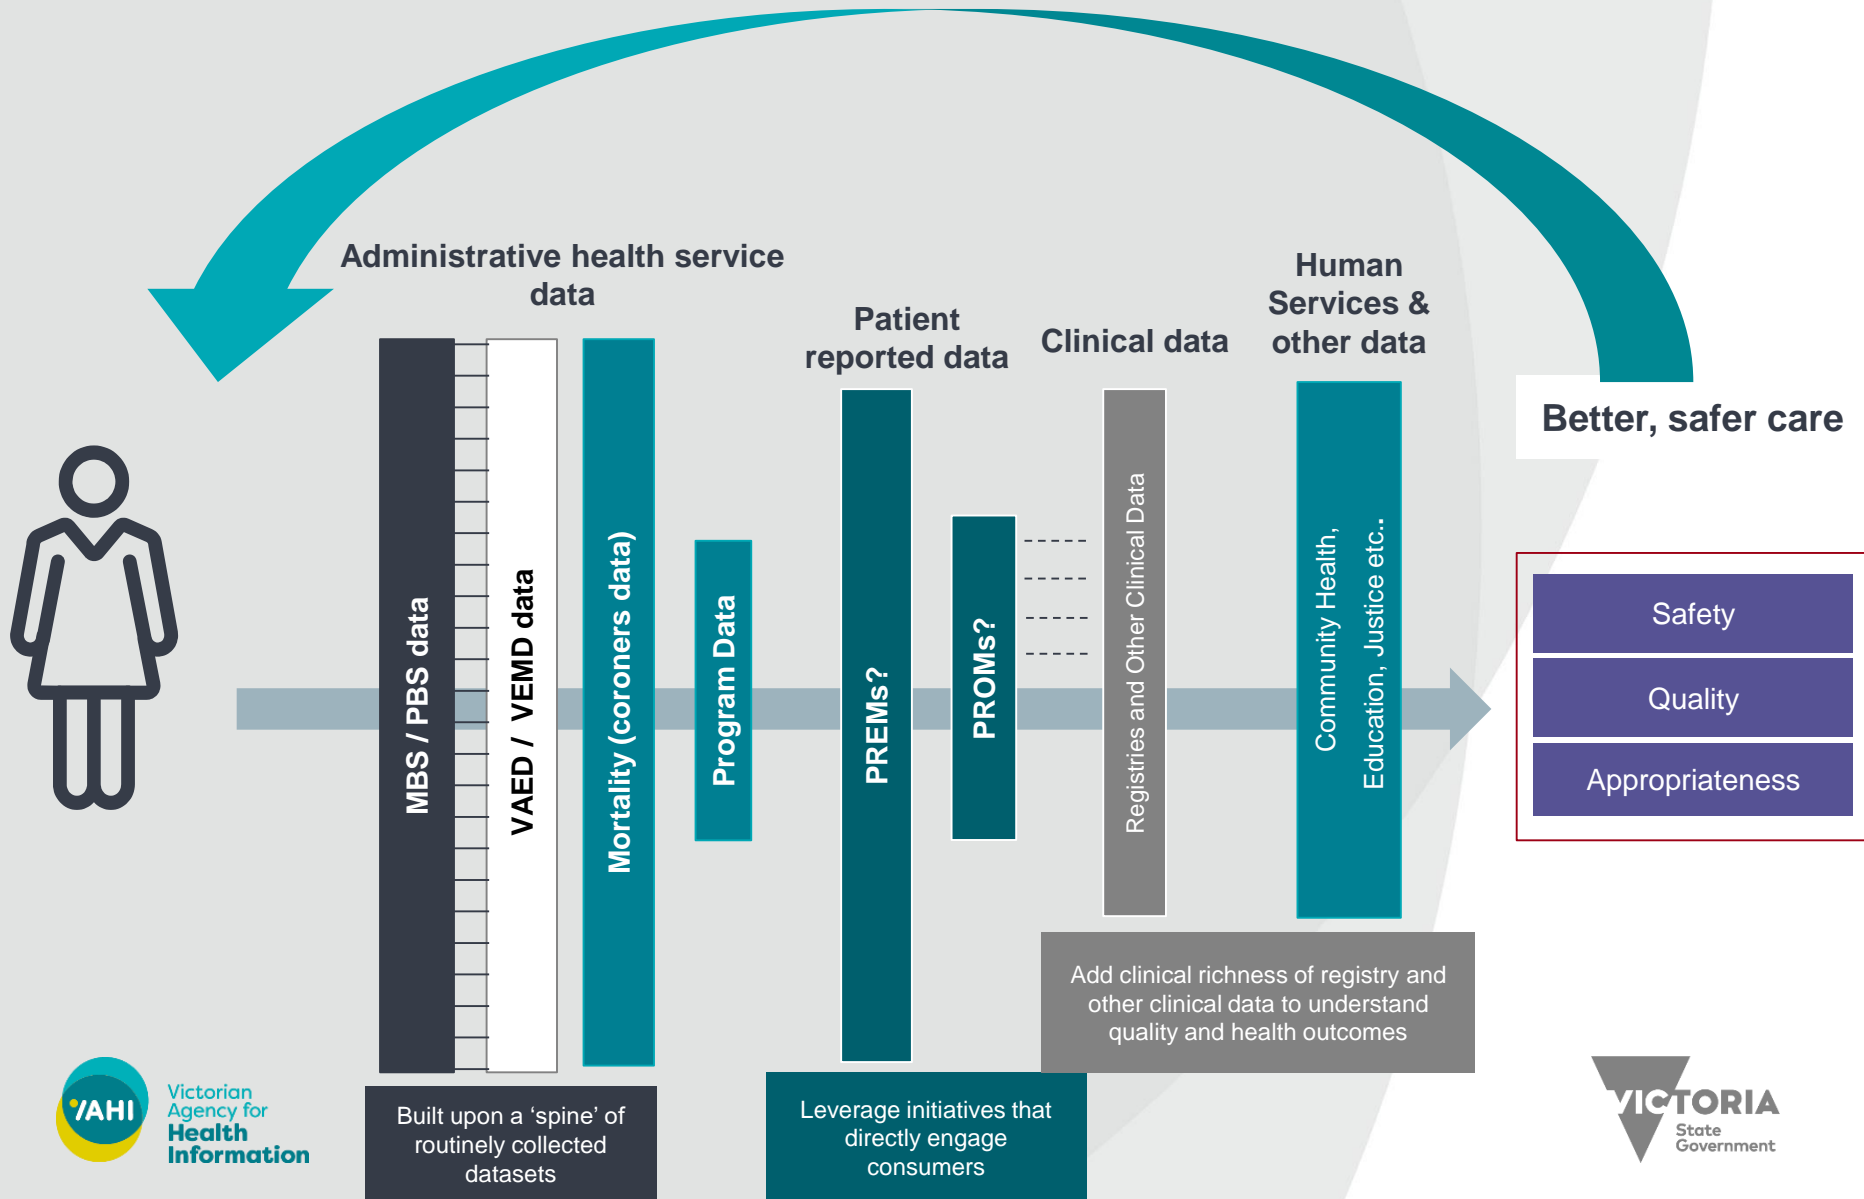 Administrative health service
data
Patient
reported data
Clinical data
Human
Services &
other data
Better, safer care
MBS / PBS data
VAED / VEMD data
Mortality (coroners data)
Program Data
PREMs?
PROMs?
Registries and Other Clinical Data
Community Health,
Education, Justice etc..
Safety
Quality
Appropriateness
Add clinical richness of registry and
other clinical data to understand
quality and health outcomes
Leverage initiatives that
directly engage
consumers
Built upon a ‘spine’ of
routinely collected
datasets
VAHI
Victorian
Agency for
Health
Information
VICTORIA
State
Government